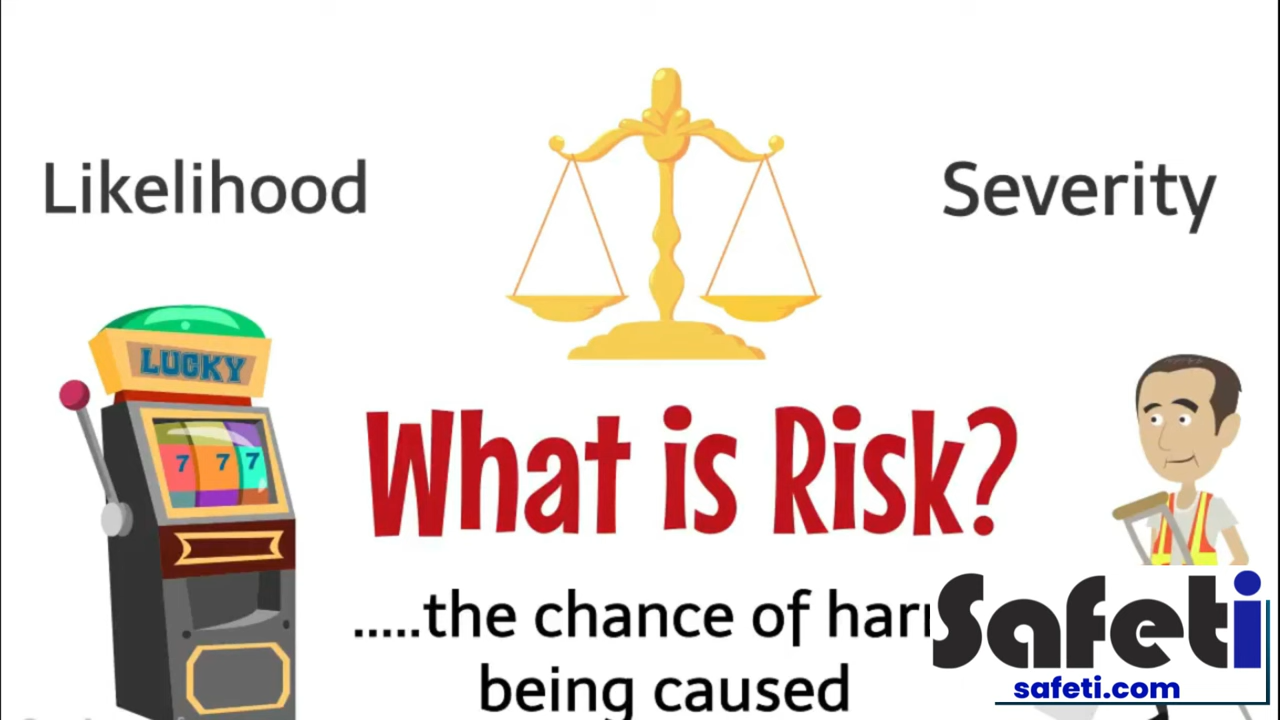 Likelihood
Severity
LUCKY
7 7 7
What is Risk?
.....the chance of
being caused
Safeti
safeti.com